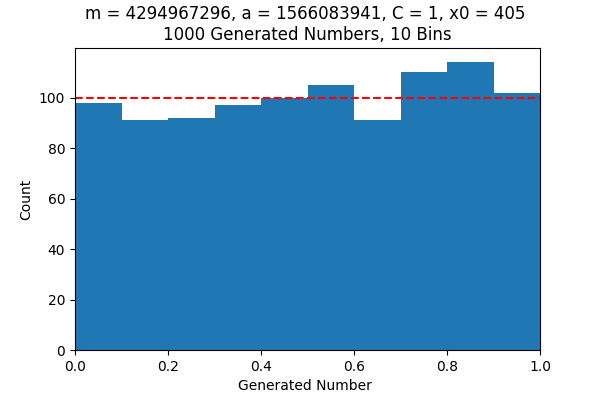 m = 4294967296, a = 1566083941, C = 1, x0 = 405
1000 Generated Numbers, 10 Bins
100
80
60
40
20
0
Count
0.0 0.2 0.4 0.6 0.8 1.0
Generated Number